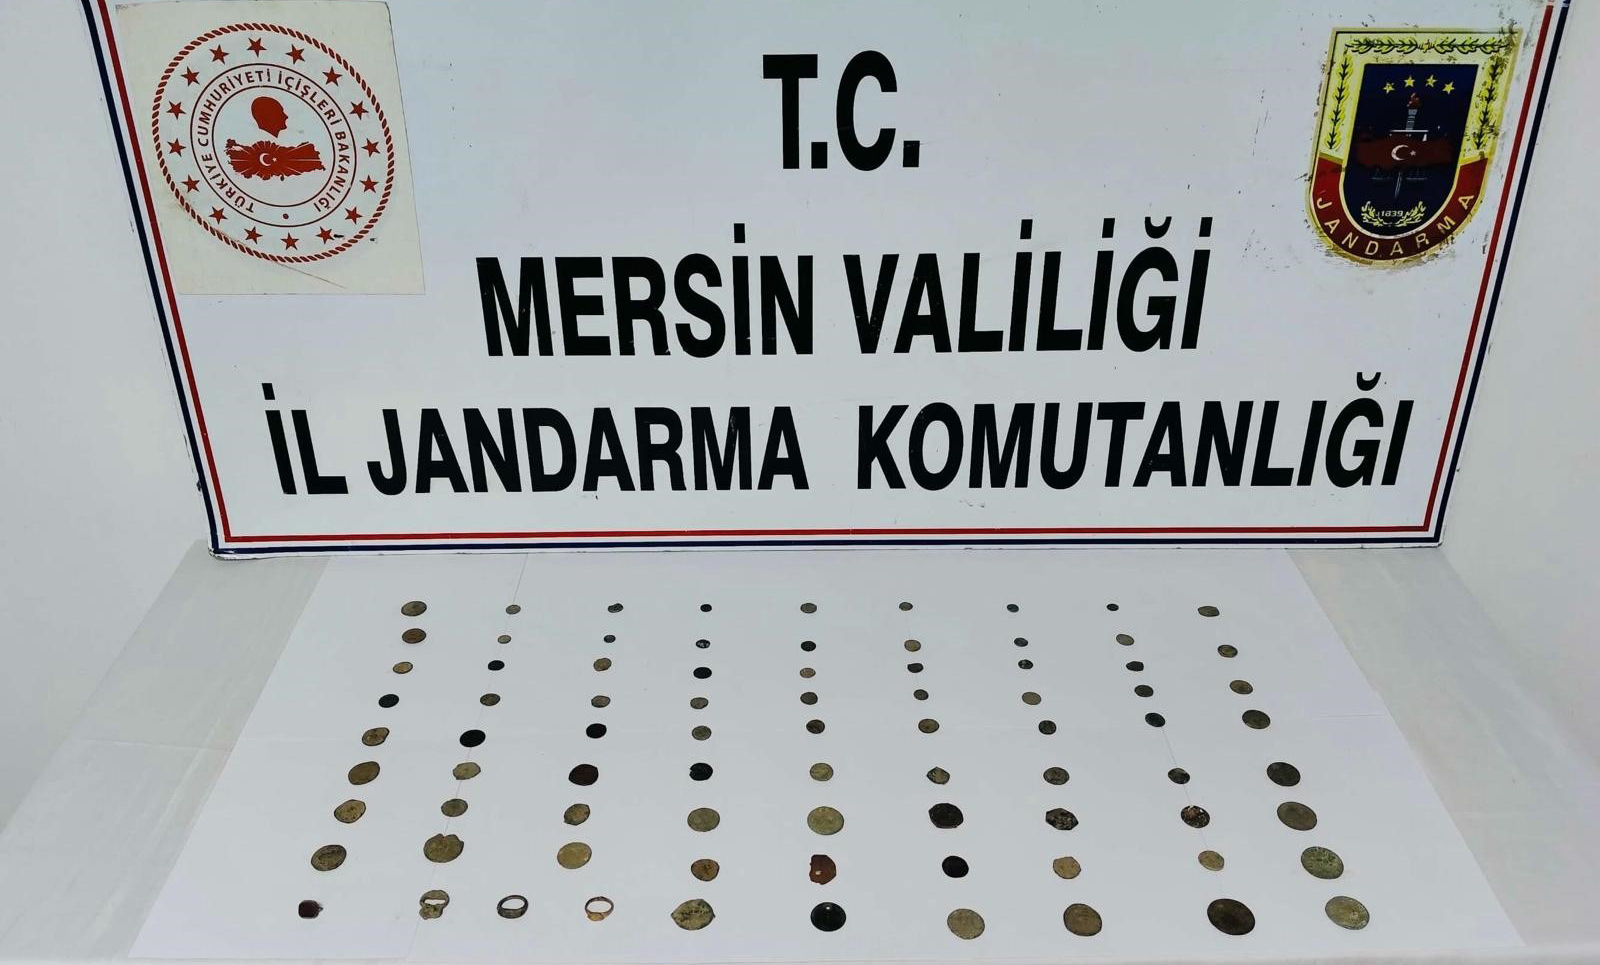 TÜRKİYE CUMHURİYETİ İÇİŞLERİ BAKANLIĞI
T.C.
1839
JANDARMA
MERSİN VALİLİĞİ
İL JANDARMA KOMUTANLIĞI